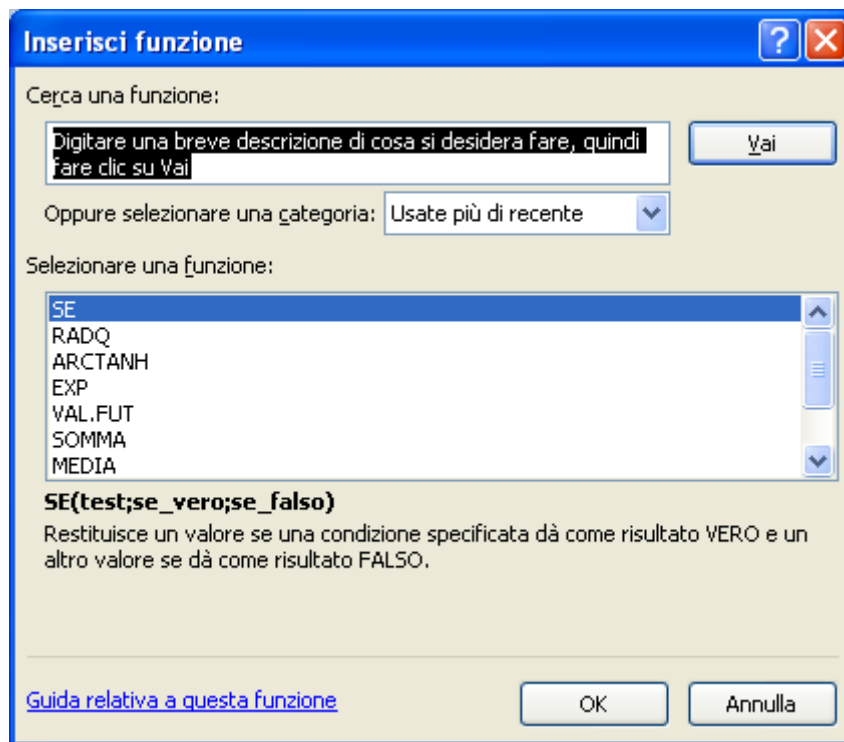 Inserisci funzione
Cerca una funzione:
Digitare una breve descrizione di cosa si desidera fare, quindi
fare clic su Vai
Vai
Oppure selezionare una categoria: Usate più di recente
Selezionare una funzione:
SE
RADQ
ARCTANH
EXP
VAL.FUT
SOMMA
MEDIA
SE(test;se_vero;se_falso)
Restituisce un valore se una condizione specificata dà come risultato VERO e un
altro valore se dà come risultato FALSO.
Guida relativa a questa funzione
OK
Annulla